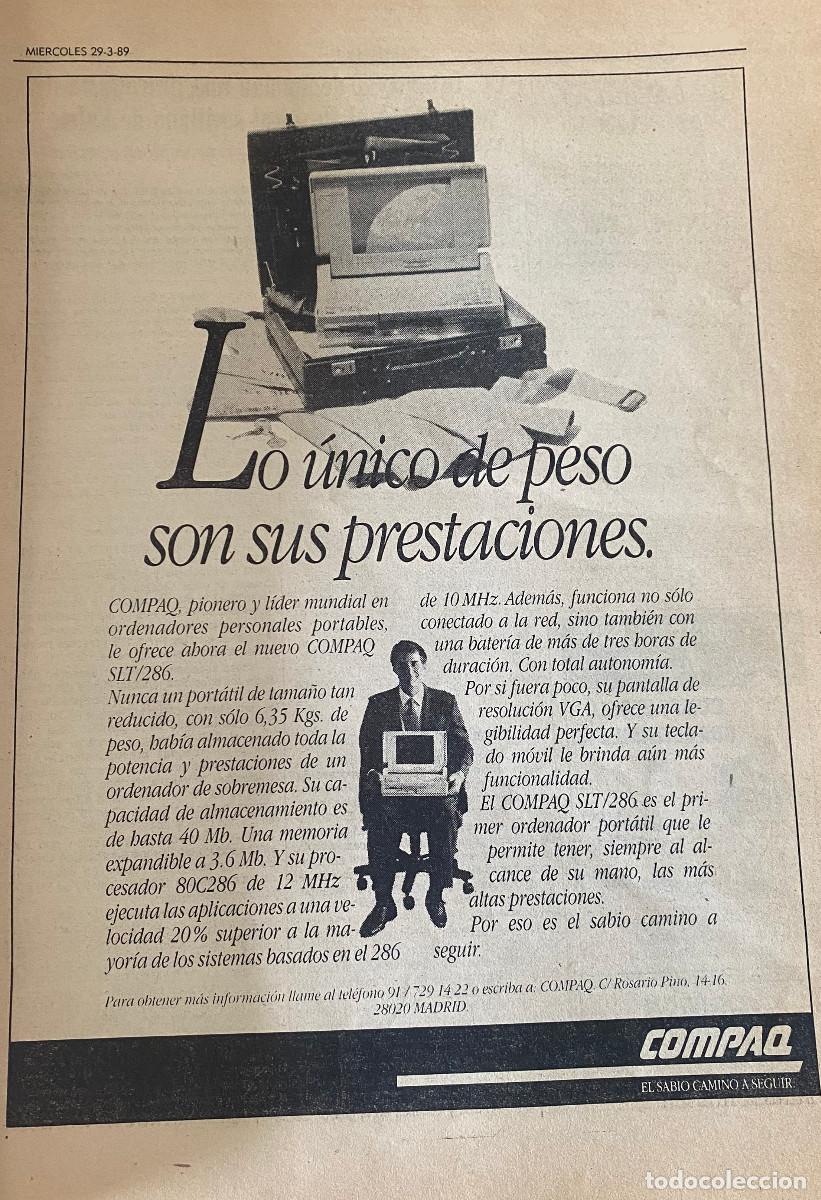 MIERCOLES 29-3-89
Lo único de peso
son sus prestaciones.
COMPAQ, pionero y líder mundial en
ordenadores personales portables,
le ofrece ahora el nuevo COMPAQ
SLT/286.
Nunca un portátil de tamaño tan
reducido, con sólo 6,35 Kgs. de
peso, había almacenado toda la
potencia y prestaciones de un
ordenador de sobremesa. Su ca-
pacidad de almacenamiento es
de hasta 40 Mb. Una memoria
expandible a 3.6 Mb. Y su pro-
cesador 80C286 de 12 MHz
ejecuta las aplicaciones a una ve-
locidad 20% superior a la ma-
yoría de los sistemas basados en el 286
de 10 MHz. Además, funciona no sólo
conectado a la red, sino también con
una batería de más de tres horas de
duración. Con total autonomía.
Por si fuera poco, su pantalla de
resolución VGA, ofrece una le-
gibilidad perfecta. Y su tecla-
do móvil le brinda aún más
funcionalidad.
El COMPAQ SLT/286 es el pri-
mer ordenador portátil que le
permite tener, siempre al al-
cance de su mano, las más
altas prestaciones.
Por eso es el sabio camino a
seguir.
Para obtener más información llame al teléfono 91 / 729 14 22 o escriba a: COMPAQ. C/ Rosario Pino, 14-16.
28020 MADRID.
COMPAQ
EL SABIO CAMINO A SEGUIR.
todocoleccion